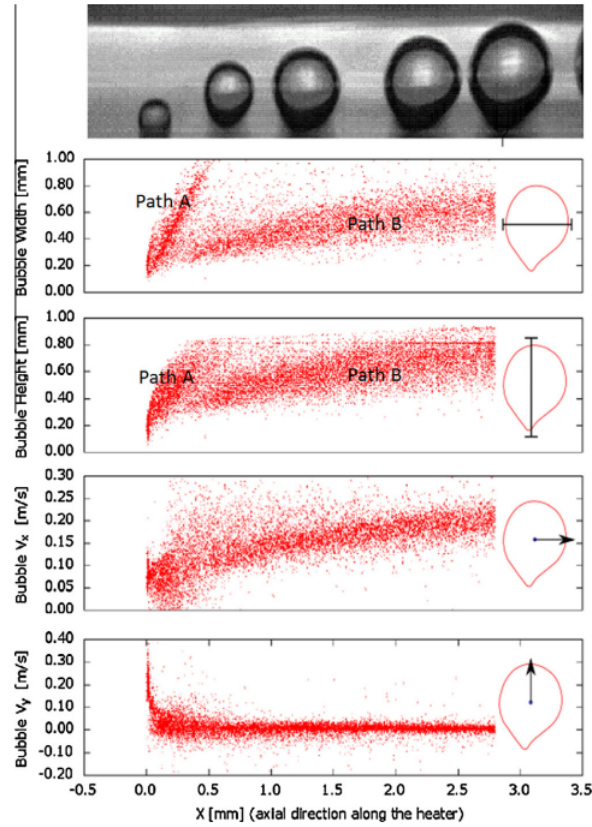 Bubble Width [mm]
1.00
0.80
0.60
0.40
0.20
0.00
Path A
Path B
Bubble Height [mm]
1.00
0.80
0.60
0.40
0.20
0.00
Path A
Path B
Bubble Vx [m/s]
0.30
0.25
0.20
0.15
0.10
0.05
0.00
Bubble Vy [m/s]
0.40
0.30
0.20
0.10
0.00
-0.10
-0.20
-0.5 0.0 0.5 1.0 1.5 2.0 2.5 3.0 3.5
X [mm] (axial direction along the heater)